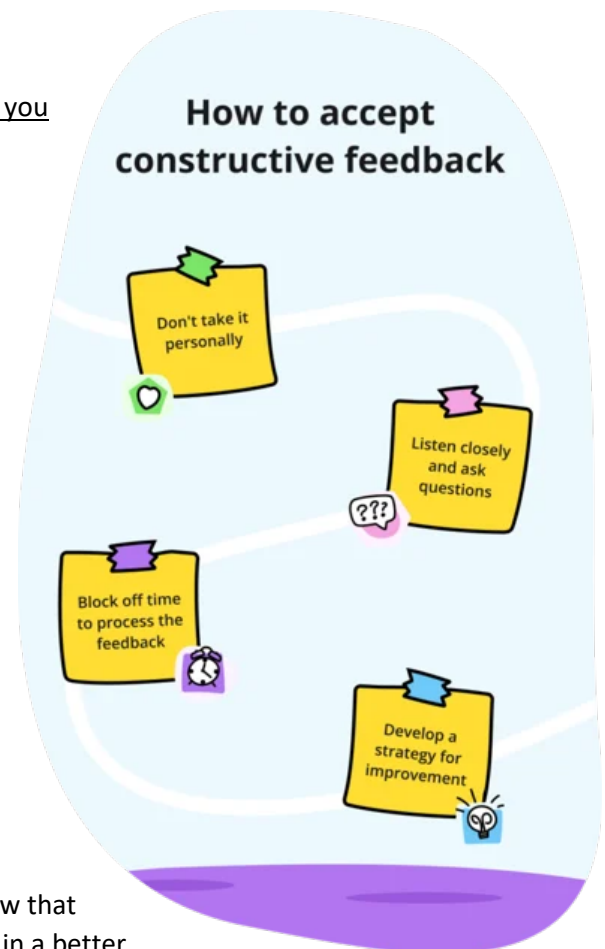 you
How to accept
constructive feedback
Don't take it
personally
Listen closely
and ask
questions
???
Block off time
to process the
feedback
Develop a
strategy for
improvement
that
in a better